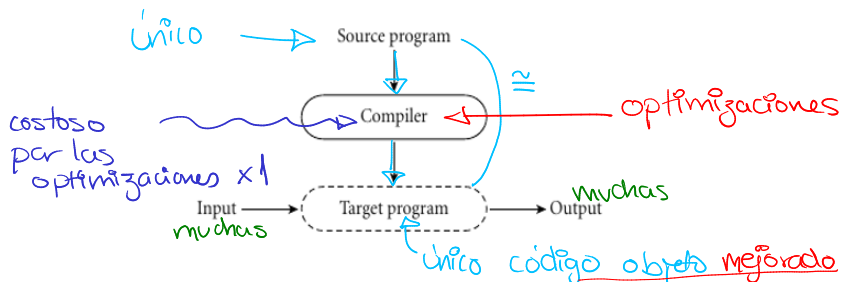 único
Source program
≅
optimizaciones
Compiler
costoso
por las
optimizaciones x1
muchas
Input
Target program
Output
muchas
único código objeto mejorado